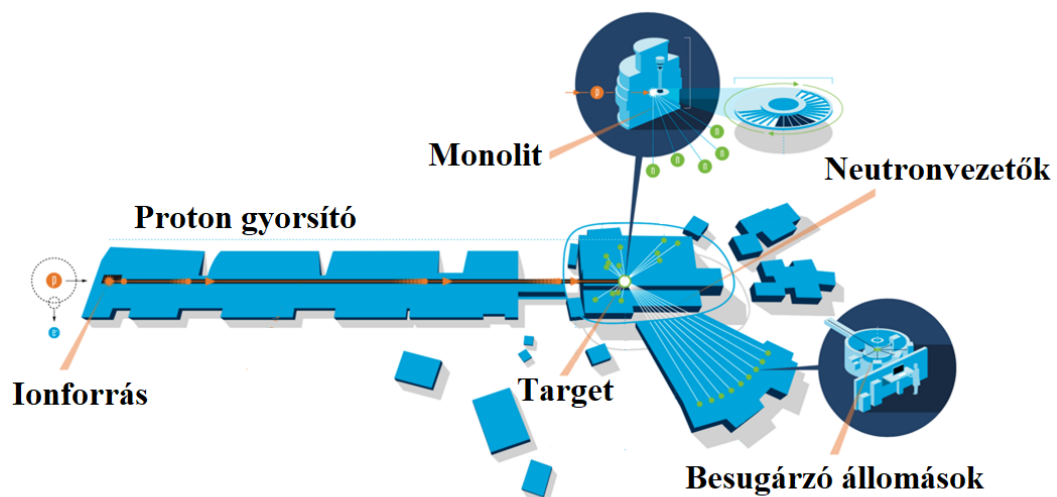 p
n
n
n
n
n
Monolit
Neutronvezetők
Proton gyorsító
p
e⁻
Ionforrás
Target
Besugárzó állomások